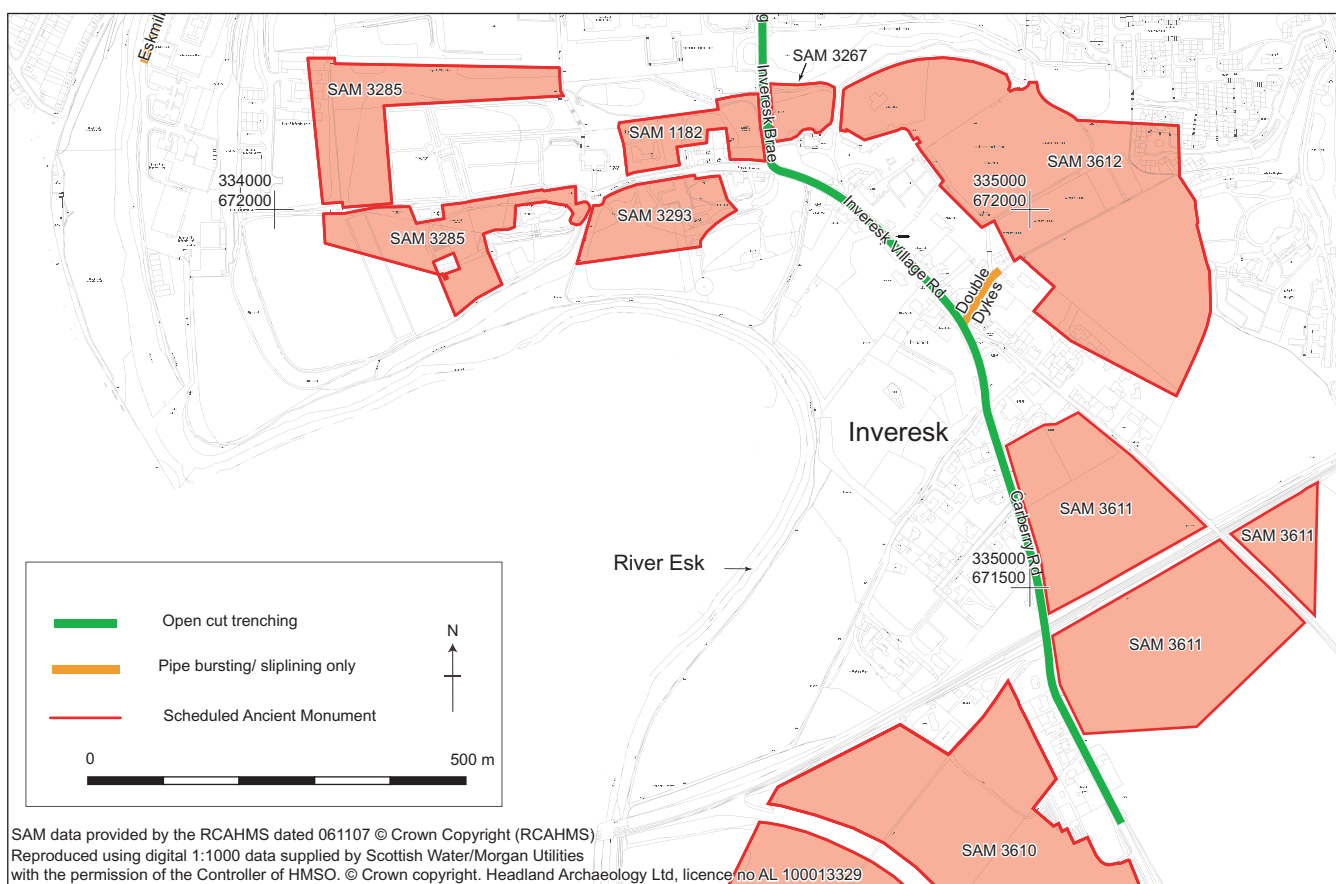 Eskmill
g
SAM 3267
Inveresk Brae
SAM 3285
SAM 1182
SAM 3612
334000
672000
335000
672000
SAM 3285
SAM 3293
Inveresk Village Rd
Double
Dykes
Inveresk
SAM 3611
SAM 3611
Carberry Rd
335000
671500
River Esk
SAM 3611
Open cut trenching
Pipe bursting/ sliplining only
Scheduled Ancient Monument
N
0
500 m
SAM 3610
SAM data provided by the RCAHMS dated 061107 © Crown Copyright (RCAHMS)
Reproduced using digital 1:1000 data supplied by Scottish Water/Morgan Utilities
with the permission of the Controller of HMSO. © Crown copyright. Headland Archaeology Ltd, licence no AL 100013329